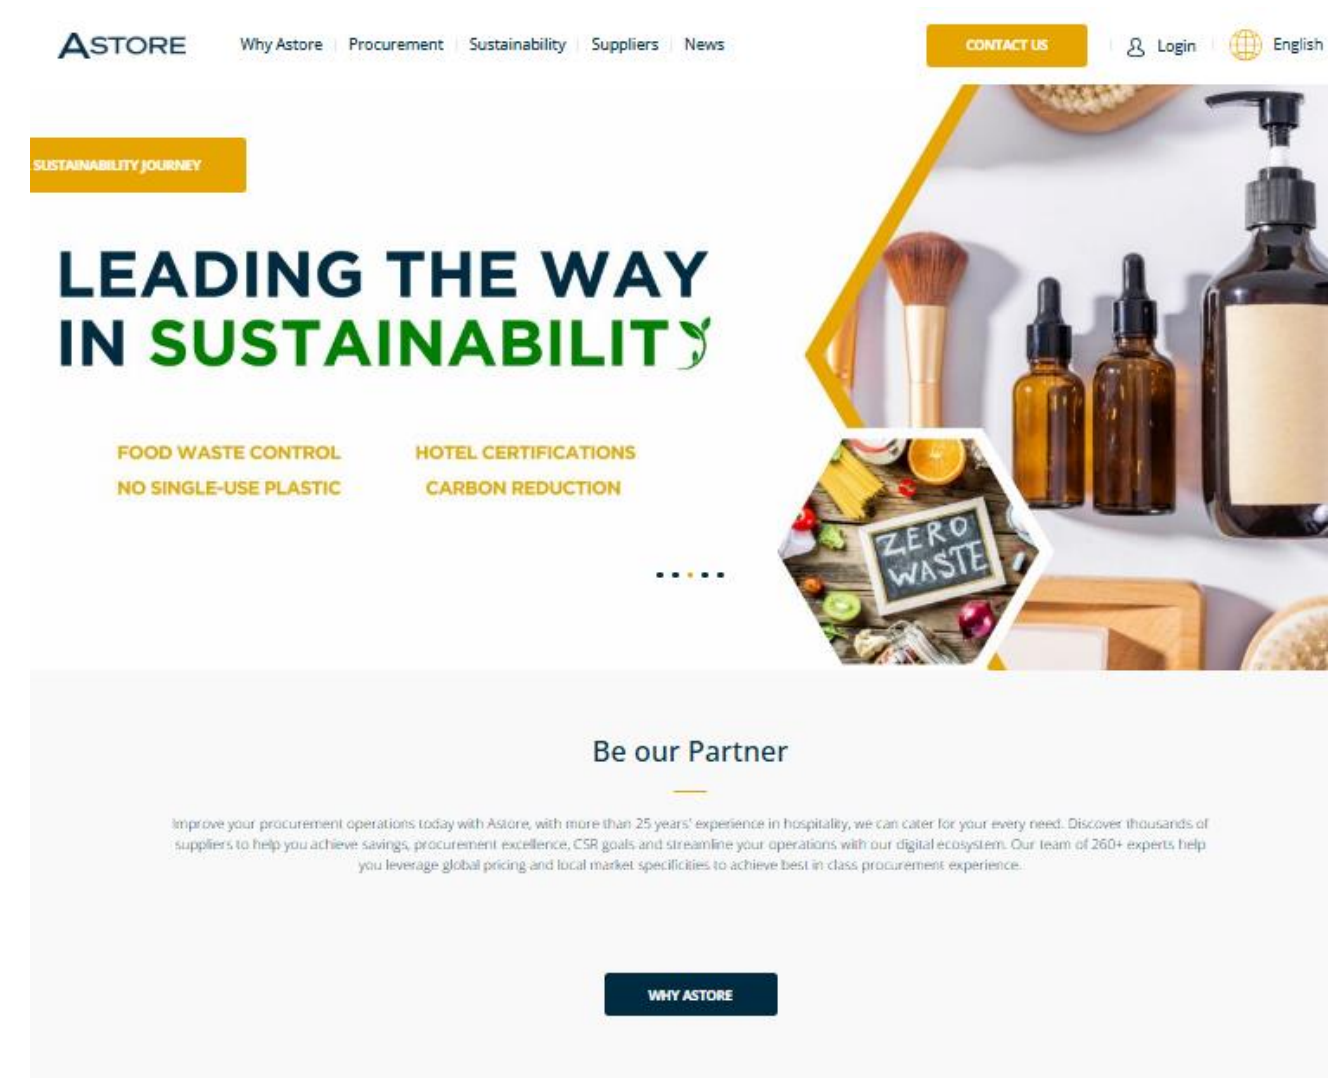 ASTORE
Why Astore
Procurement
Sustainability
Suppliers
News
CONTACT US
Login
English
SUSTAINABILITY JOURNEY
LEADING THE WAY
IN SUSTAINABILITY
FOOD WASTE CONTROL
HOTEL CERTIFICATIONS
NO SINGLE-USE PLASTIC
CARBON REDUCTION
ZERO
WASTE
Be our Partner
Improve your procurement operations today with Astore, with more than 25 years' experience in hospitality, we can cater for your every need. Discover thousands of
suppliers to help you achieve savings, procurement excellence, CSR goals and streamline your operations with our digital ecosystem. Our team of 260+ experts help
you leverage global pricing and local market specificities to achieve best in class procurement experience.
WHY ASTORE